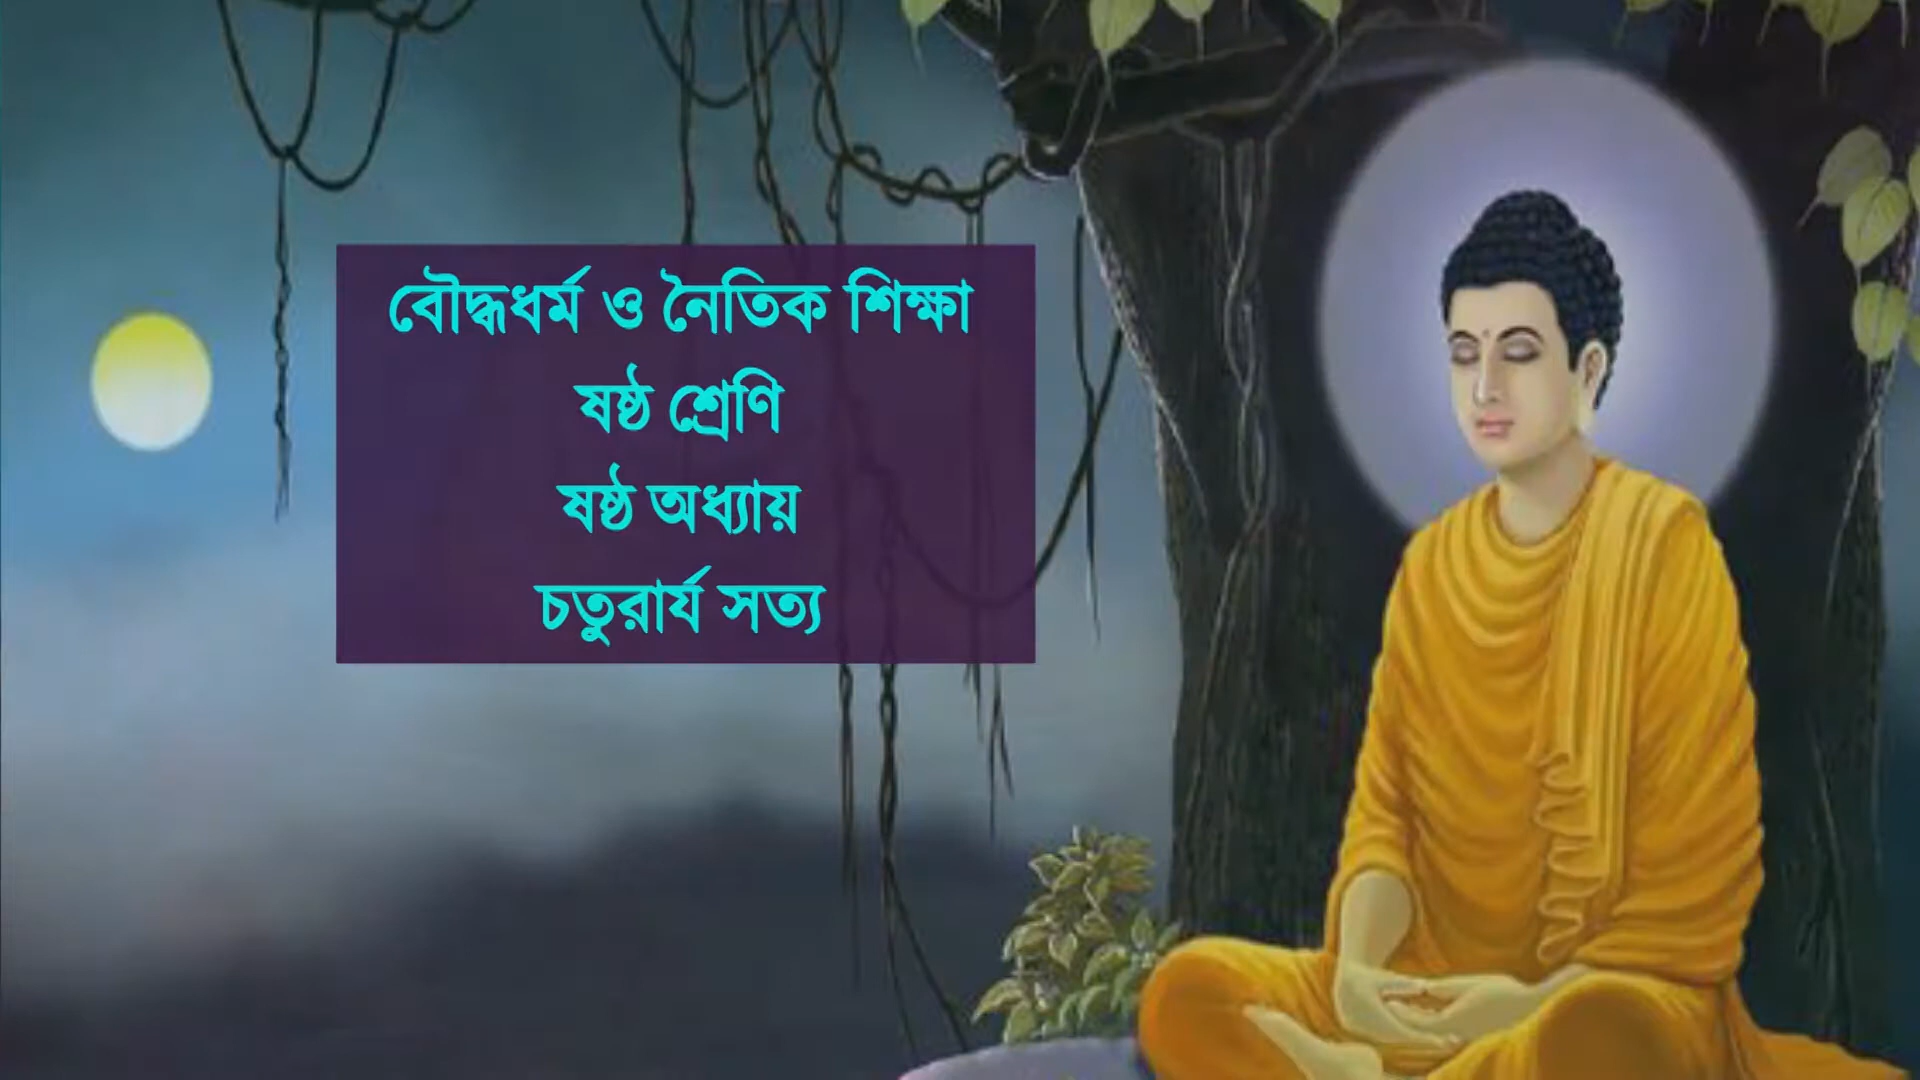 বৌদ্ধধর্ম ও নৈতিক শিক্ষা
ষষ্ঠ শ্রেণি
ষষ্ঠ অধ্যায়
চতুরার্য সত্য